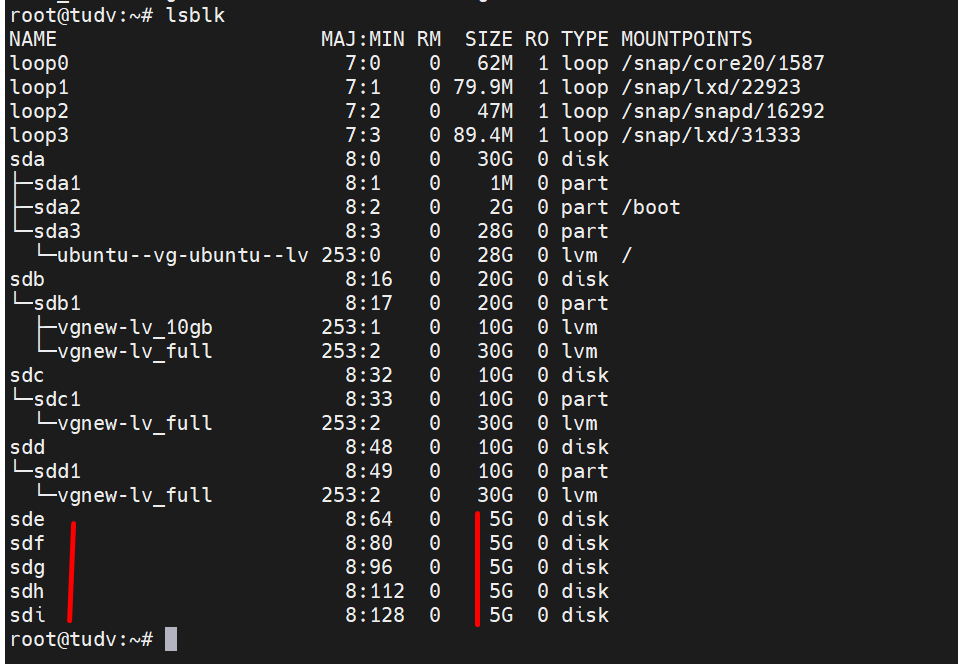 root@tudv:~# lsblk
NAME                      MAJ:MIN RM   SIZE RO TYPE MOUNTPOINTS
loop0                       7:0    0    62M  1 loop /snap/core20/1587
loop1                       7:1    0  79.9M  1 loop /snap/lxd/22923
loop2                       7:2    0    47M  1 loop /snap/snapd/16292
loop3                       7:3    0  89.4M  1 loop /snap/lxd/31333
sda                         8:0    0    30G  0 disk
├─sda1                      8:1    0     1M  0 part
├─sda2                      8:2    0     2G  0 part /boot
└─sda3                      8:3    0    28G  0 part
  └─ubuntu--vg-ubuntu--lv 253:0    0    28G  0 lvm  /
sdb                         8:16   0    20G  0 disk
└─sdb1                      8:17   0    20G  0 part
  ├─vgnew-lv_10gb         253:1    0    10G  0 lvm
  └─vgnew-lv_full         253:2    0    30G  0 lvm
sdc                         8:32   0    10G  0 disk
└─sdc1                      8:33   0    10G  0 part
  └─vgnew-lv_full         253:2    0    30G  0 lvm
sdd                         8:48   0    10G  0 disk
└─sdd1                      8:49   0    10G  0 part
  └─vgnew-lv_full         253:2    0    30G  0 lvm
sde                         8:64   0     5G  0 disk
sdf                         8:80   0     5G  0 disk
sdg                         8:96   0     5G  0 disk
sdh                         8:112  0     5G  0 disk
sdi                         8:128  0     5G  0 disk
root@tudv:~#